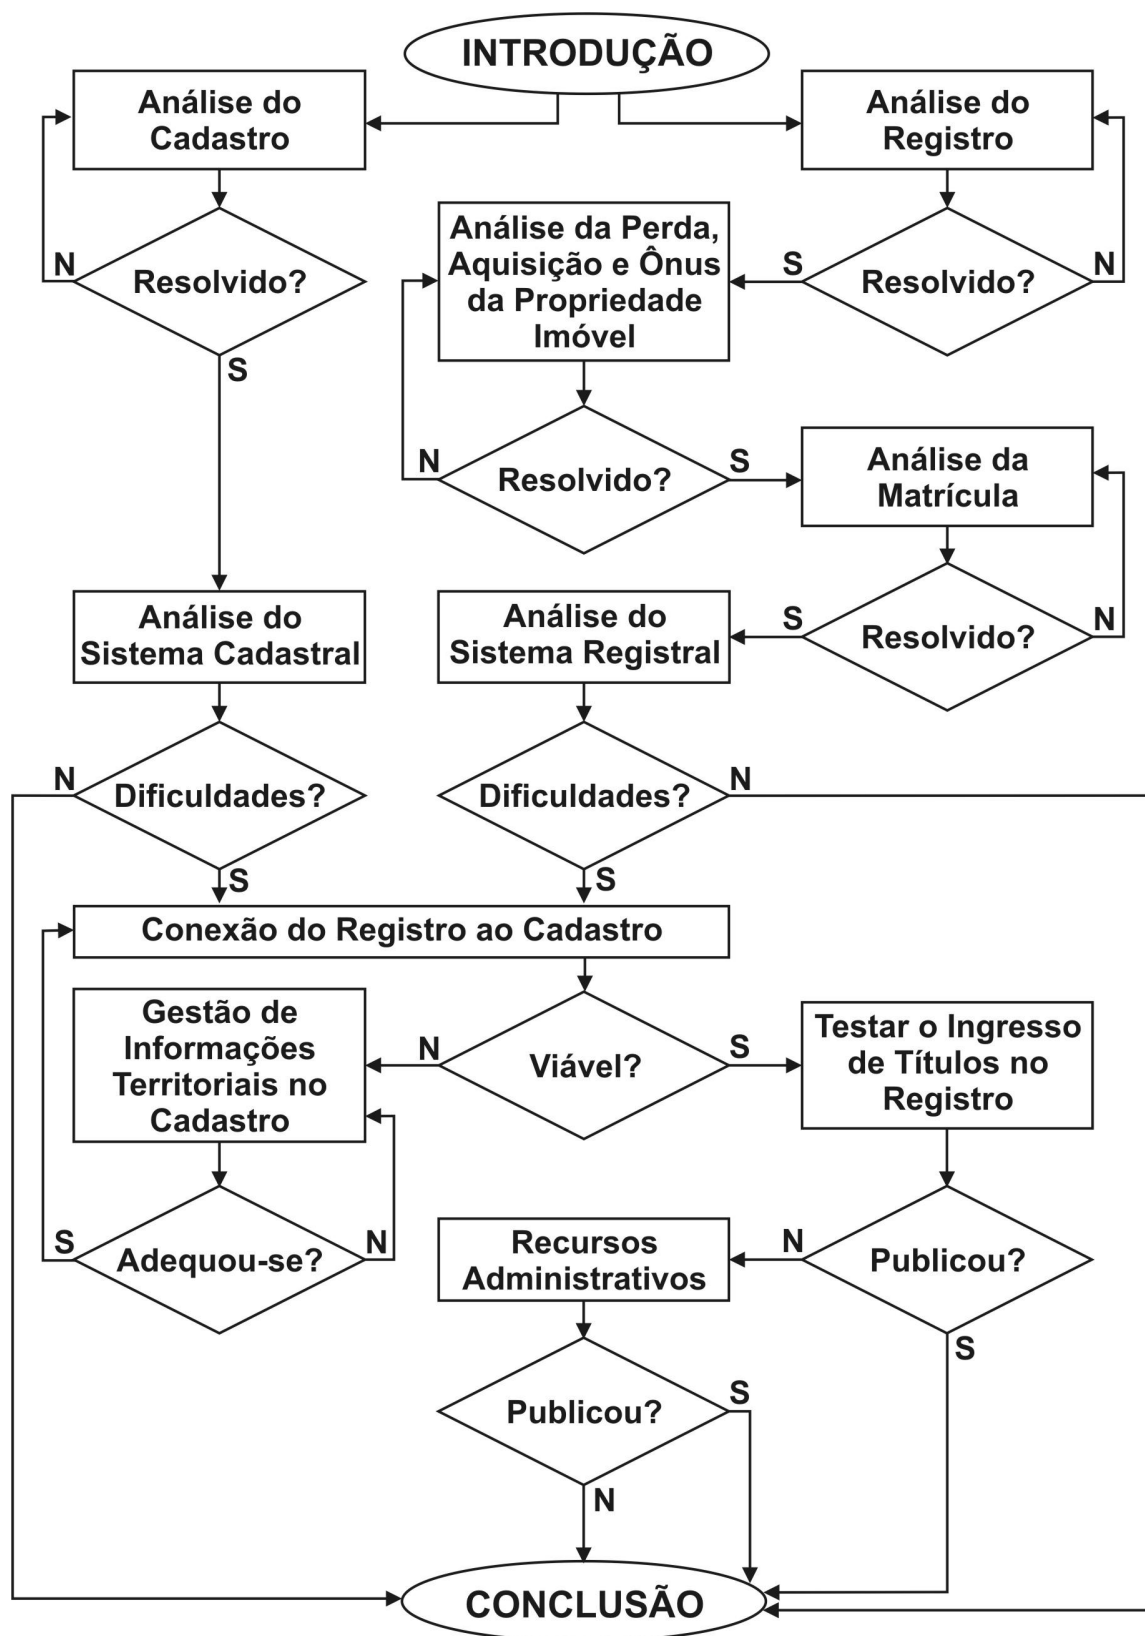 INTRODUÇÃO
Análise do
Cadastro
Análise do
Registro
N
Resolvido?
S
Análise da Perda,
Aquisição e Ônus
da Propriedade
Imóvel
S
Resolvido?
N
N
Resolvido?
S
Análise da
Matrícula
Análise do
Sistema Cadastral
Análise do
Sistema Registral
S
Resolvido?
N
N
Dificuldades?
S
Dificuldades?
N
S
Conexão do Registro ao Cadastro
Gestão de
Informações
Territoriais no
Cadastro
N
Viável?
S
Testar o Ingresso
de Títulos no
Registro
S
Adequou-se?
N
Recursos
Administrativos
N
Publicou?
S
Publicou?
S
N
CONCLUSÃO